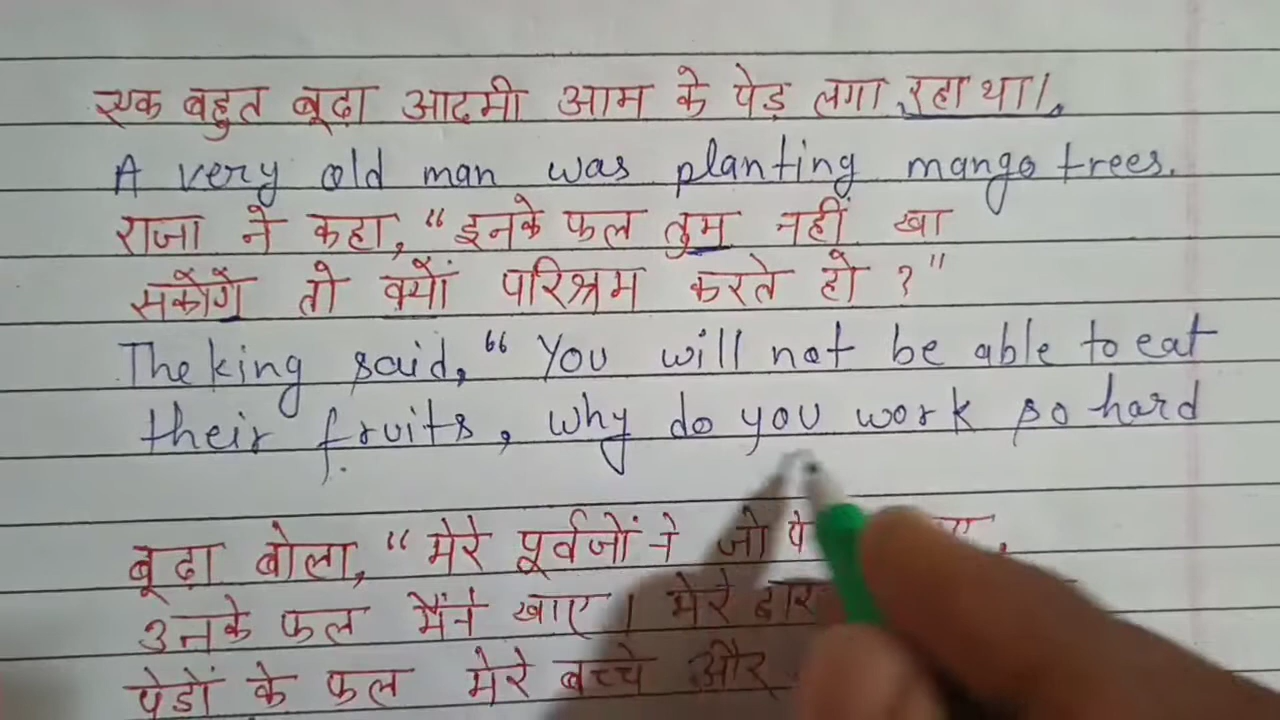 एक बहुत बूढ़ा आदमी आम के पेड़ लगा रहा था।
A very old man was planting mango trees.
राजा ने कहा, “इनके फल तुम नहीं खा
सकोगे तो क्यों परिश्रम करते हो ?”
The king said, “You will not be able to eat
their fruits, why do you work so hard
बूढ़ा बोला, “मेरे पूर्वजों ने जो
उनके फल मैंने खाए । मेरे
पेड़ों के फल मेरे बच्चे और